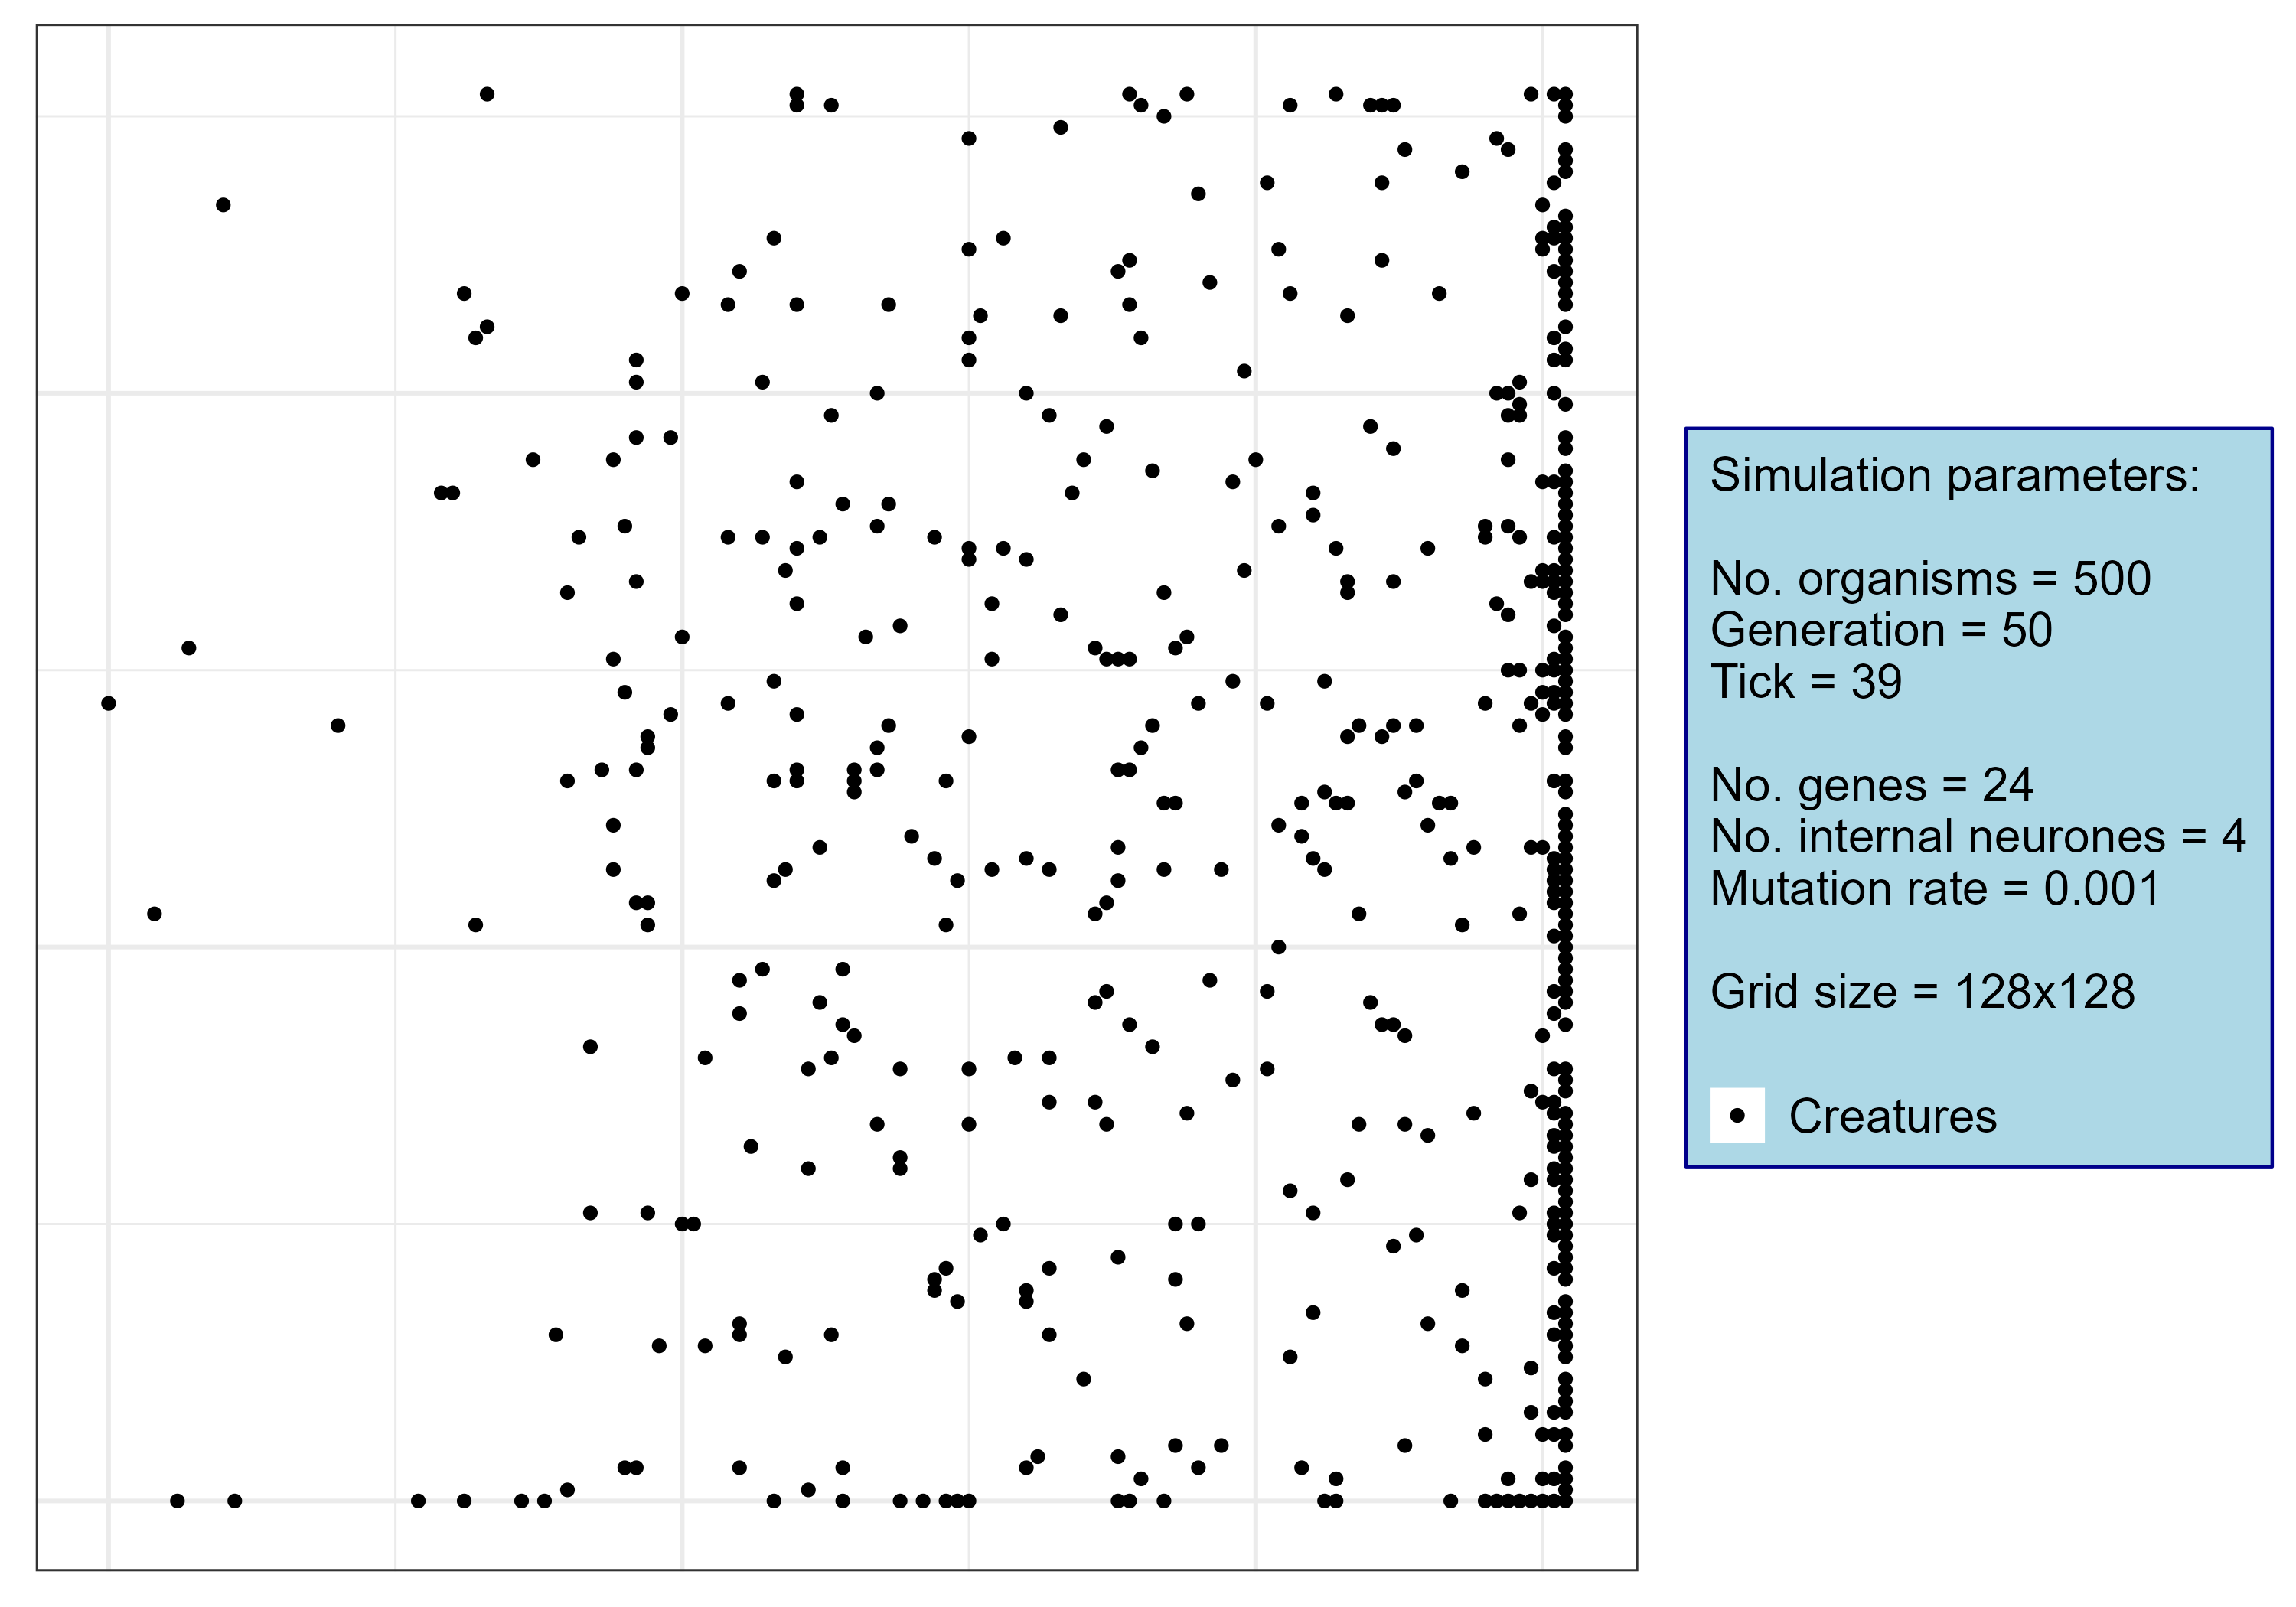 Simulation parameters:
No. organisms = 500
Generation = 50
Tick = 39
No. genes = 24
No. internal neurones = 4
Mutation rate = 0.001
Grid size = 128x128
Creatures